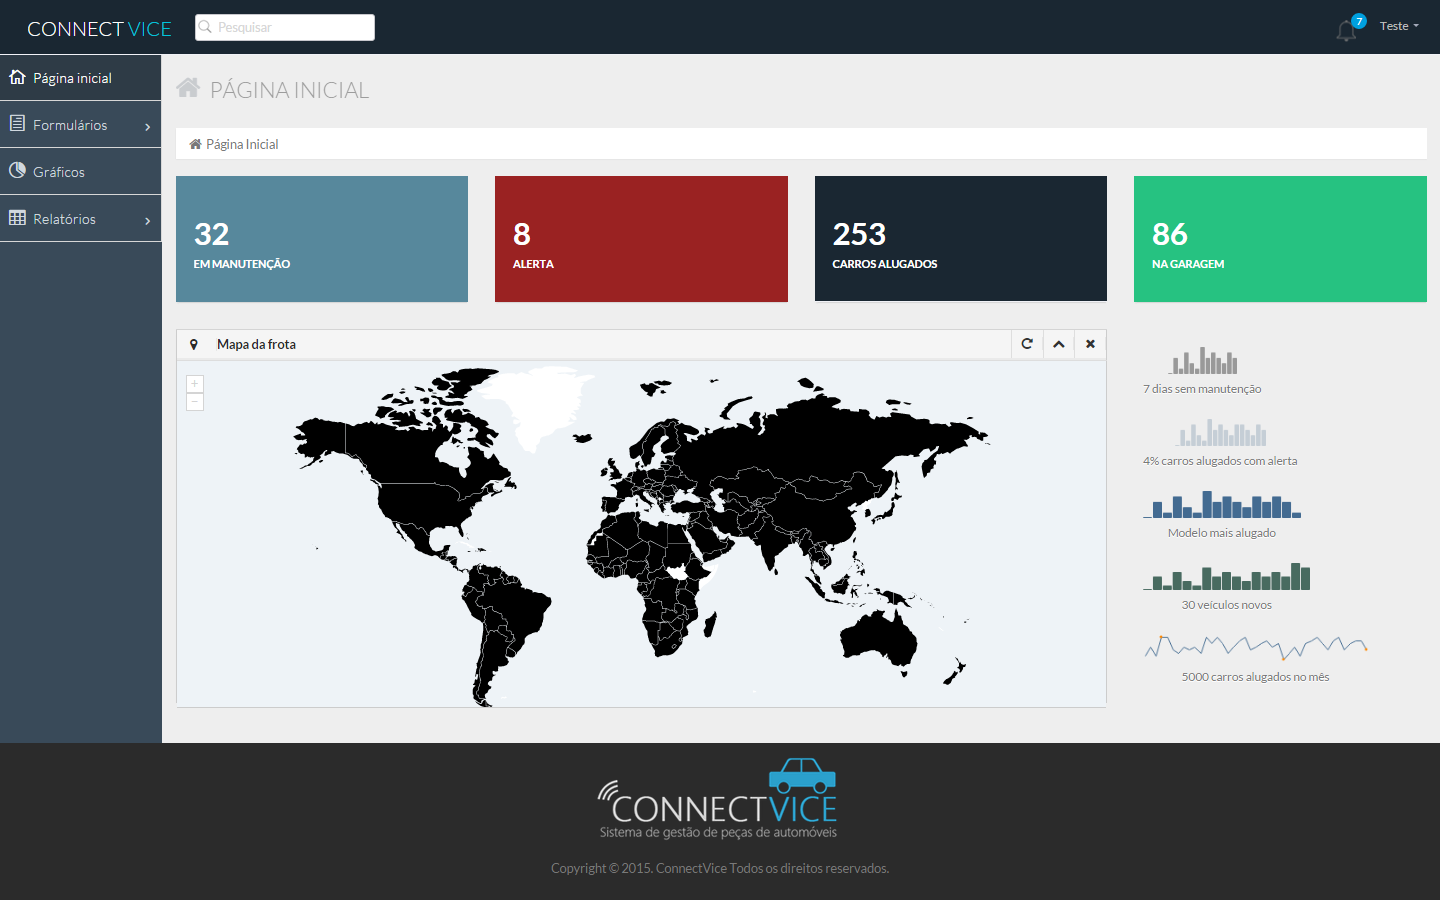 CONNECT VICE
Pesquisar
7
Teste
Página inicial
Formulários
Gráficos
Relatórios
PÁGINA INICIAL
Página Inicial
32
EM MANUTENÇÃO
8
ALERTA
253
CARROS ALUGADOS
86
NA GARAGEM
Mapa da frota
+
−
7 dias sem manutenção
4% carros alugados com alerta
Modelo mais alugado
30 veículos novos
5000 carros alugados no mês
CONNECTVICE
Sistema de gestão de peças de automóveis
Copyright © 2015. ConnectVice Todos os direitos reservados.